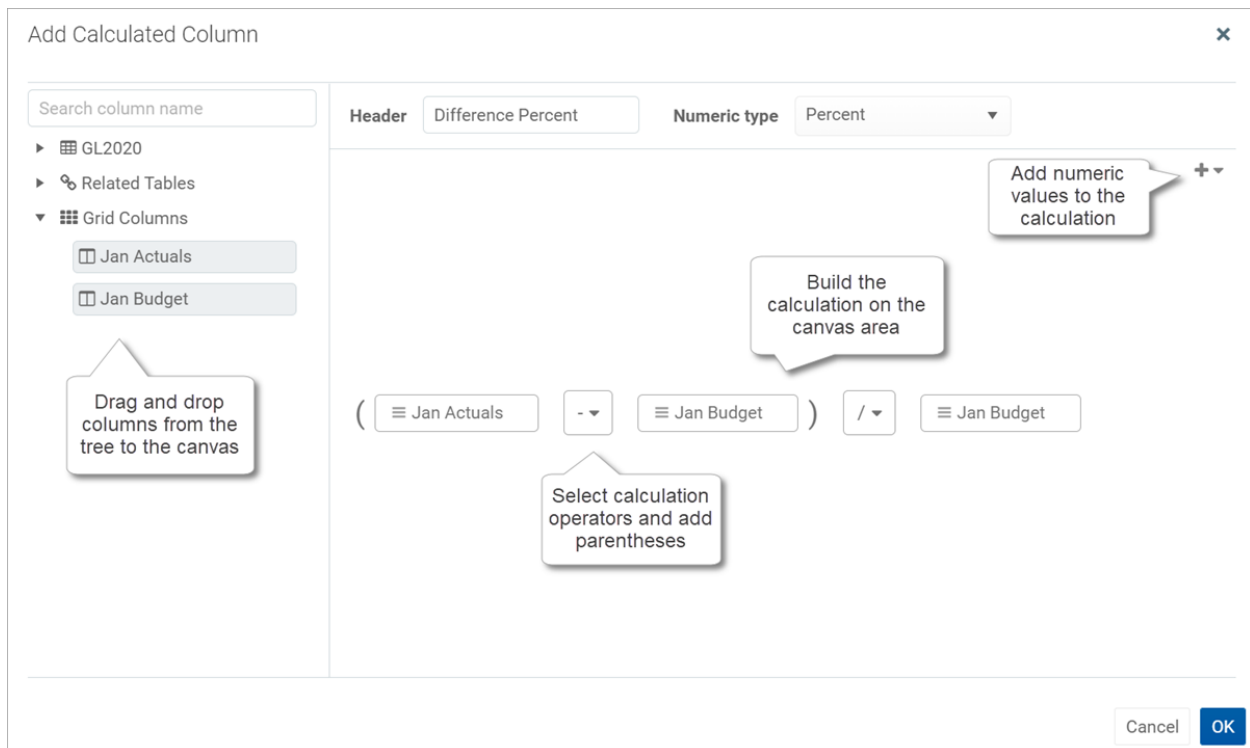 Add Calculated Column
Search column name
GL2020
Related Tables
Grid Columns
Jan Actuals
Jan Budget
Drag and drop
columns from the
tree to the canvas
Header Difference Percent Numeric type Percent
Add numeric
values to the
calculation
Build the
calculation on the
canvas area
( Jan Actuals - Jan Budget ) / Jan Budget
Select calculation
operators and add
parentheses
Cancel OK